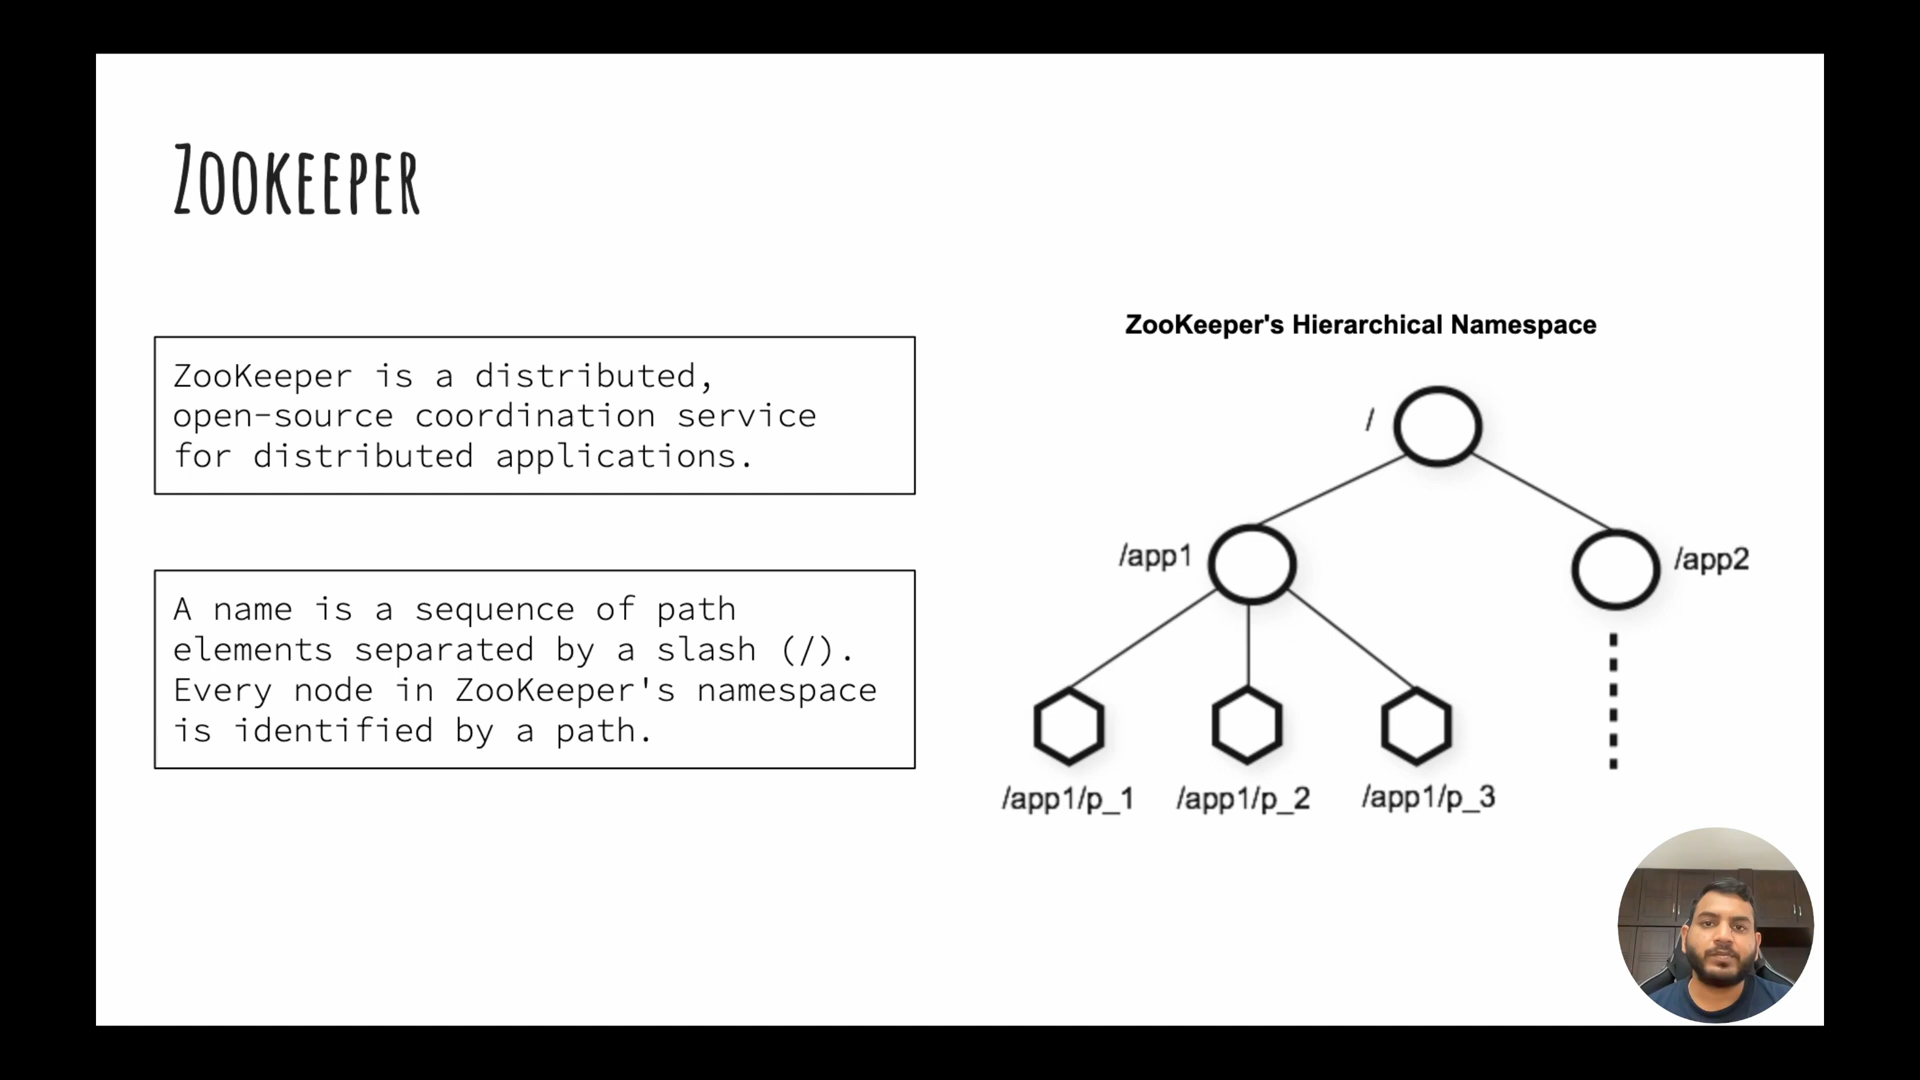 ZOOKEEPER
ZooKeeper is a distributed,
open-source coordination service
for distributed applications.
A name is a sequence of path
elements separated by a slash (/).
Every node in ZooKeeper's namespace
is identified by a path.
ZooKeeper's Hierarchical Namespace
/
/app1
/app2
/app1/p_1
/app1/p_2
/app1/p_3